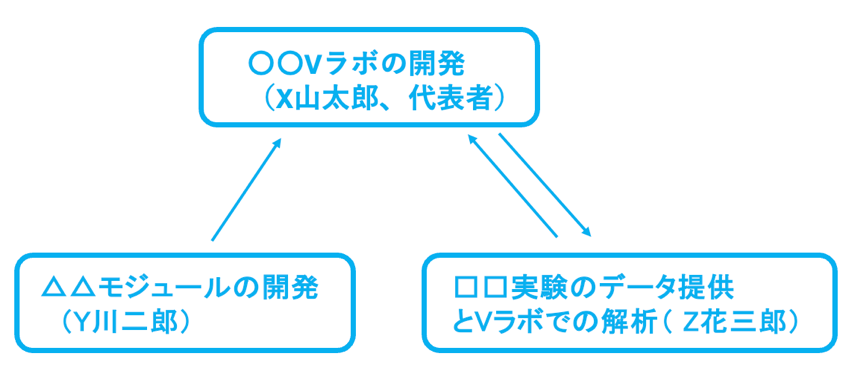 〇〇Vラボの開発
（X山太郎、代表者）
△△モジュールの開発
（Y川二郎）
□□実験のデータ提供
とVラボでの解析（ Z花三郎）